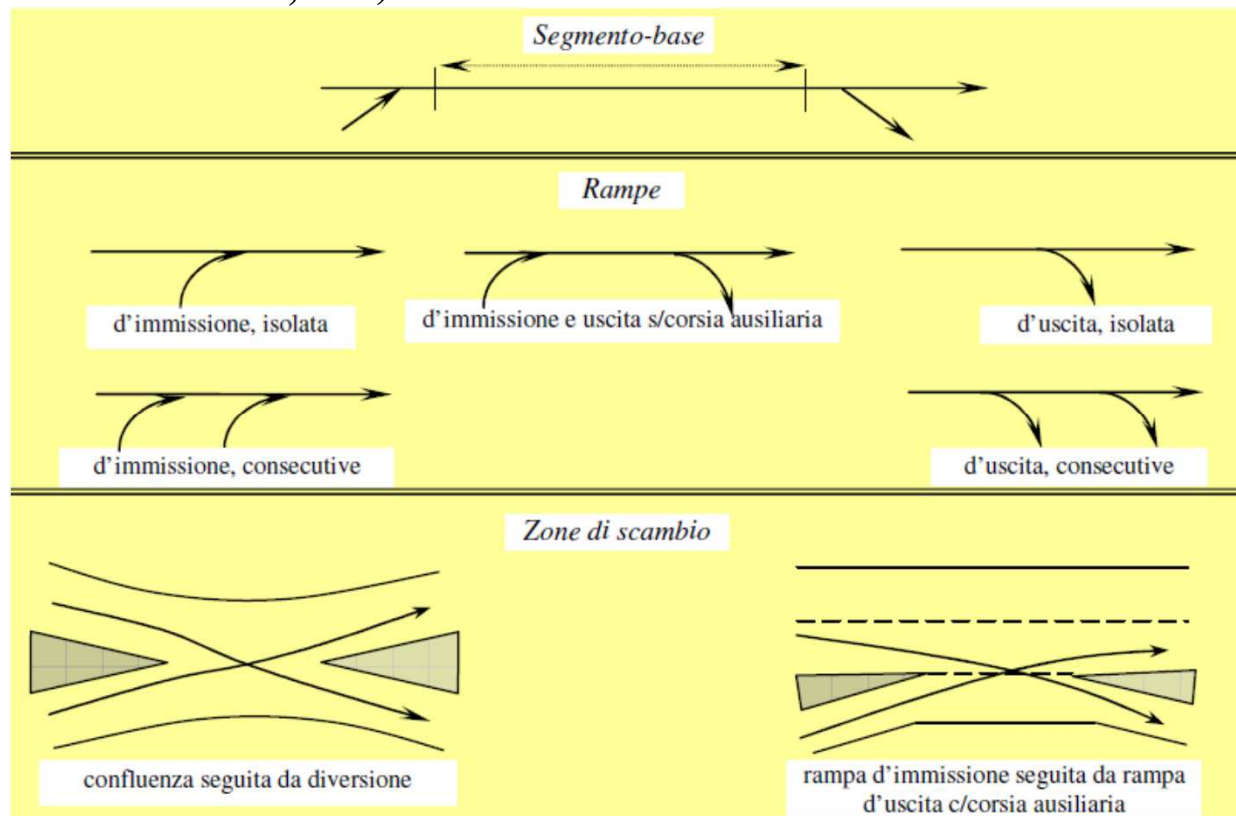 Segmento-base
Rampe
d'immissione, isolata
d'immissione e uscita s/corsia ausiliaria
d'uscita, isolata
d'immissione, consecutive
d'uscita, consecutive
Zone di scambio
confluenza seguita da diversione
rampa d'immissione seguita da rampa
d'uscita c/corsia ausiliaria